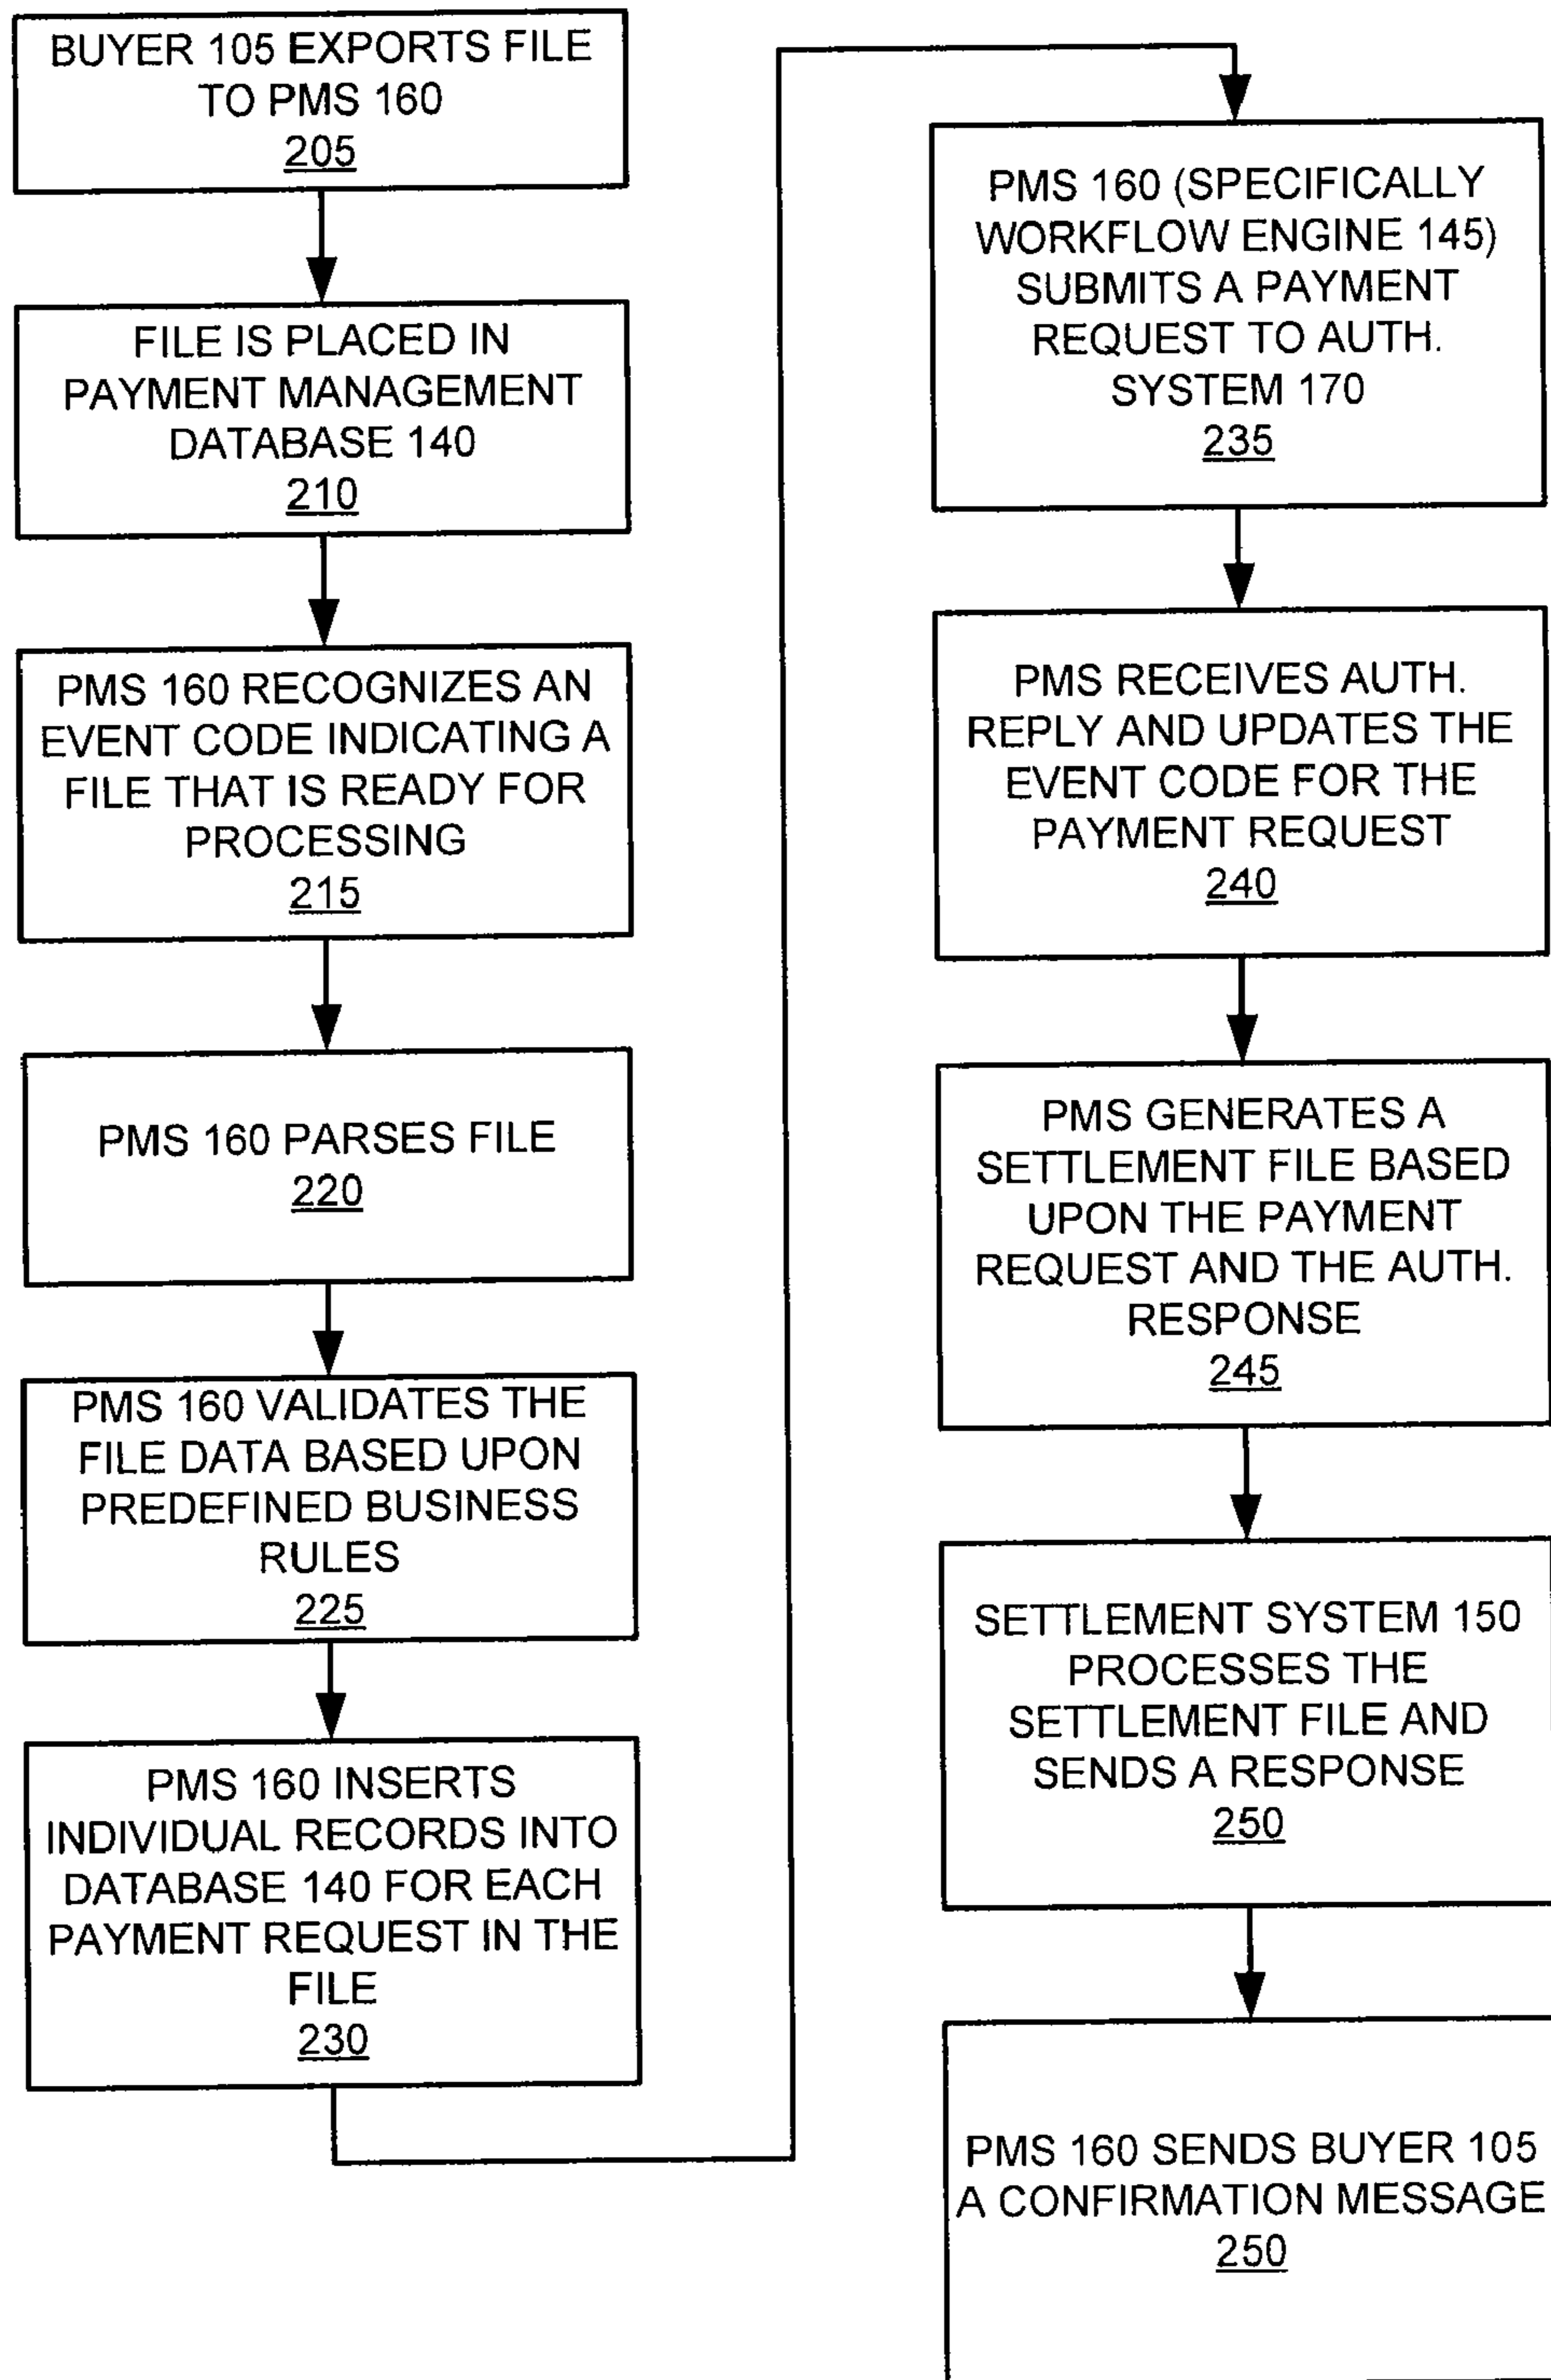 BUYER 105 EXPORTS FILE
TO PMS 160
205
FILE IS PLACED IN
PAYMENT MANAGEMENT
DATABASE 140
210
PMS 160 RECOGNIZES AN
EVENT CODE INDICATING A
FILE THAT IS READY FOR
PROCESSING
215
PMS 160 PARSES FILE
220
PMS 160 VALIDATES THE
FILE DATA BASED UPON
PREDEFINED BUSINESS
RULES
225
PMS 160 INSERTS
INDIVIDUAL RECORDS INTO
DATABASE 140 FOR EACH
PAYMENT REQUEST IN THE
FILE
230
PMS 160 (SPECIFICALLY
WORKFLOW ENGINE 145)
SUBMITS A PAYMENT
REQUEST TO AUTH.
SYSTEM 170
235
PMS RECEIVES AUTH.
REPLY AND UPDATES THE
EVENT CODE FOR THE
PAYMENT REQUEST
240
PMS GENERATES A
SETTLEMENT FILE BASED
UPON THE PAYMENT
REQUEST AND THE AUTH.
RESPONSE
245
SETTLEMENT SYSTEM 150
PROCESSES THE
SETTLEMENT FILE AND
SENDS A RESPONSE
250
PMS 160 SENDS BUYER 105
A CONFIRMATION MESSAGE
250